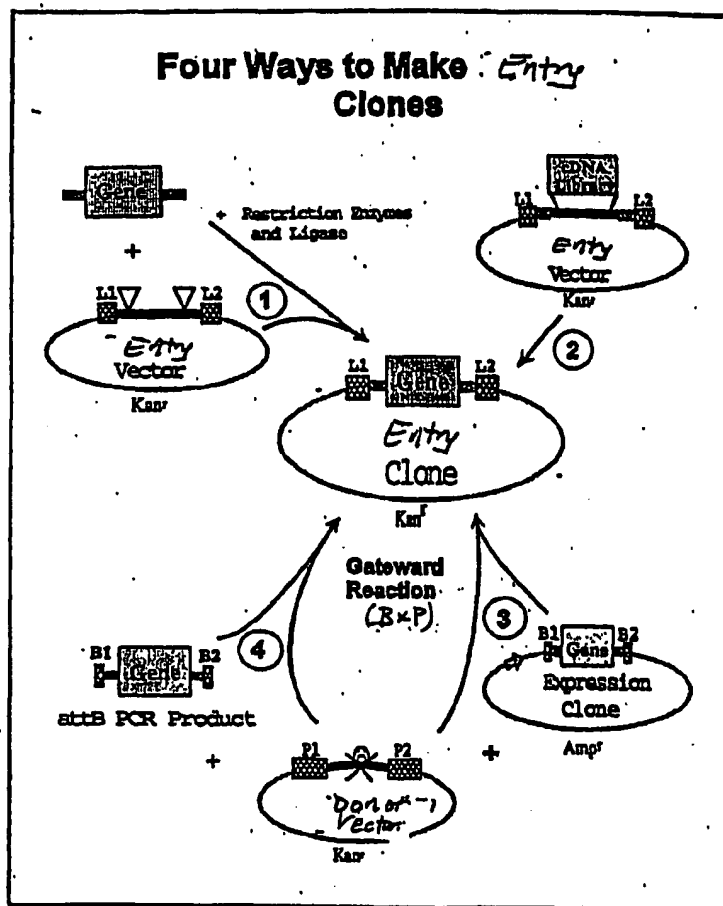 Four Ways to Make Entry
Clones
Gene
+ Restriction Enzymes
and Ligase
+
L1
L2
Entry
Vector
Kanr
1
cDNA
Library
L1
L2
Entry
Vector
Kanr
2
L1
Gene
L2
Entry
Clone
Kanr
Gateward
Reaction
(B×P)
4
3
B1
Gene
B2
attB PCR Product
+
B1
Gene
B2
Expression
Clone
Ampr
+
P1
P2
Donor
Vector
Kanr